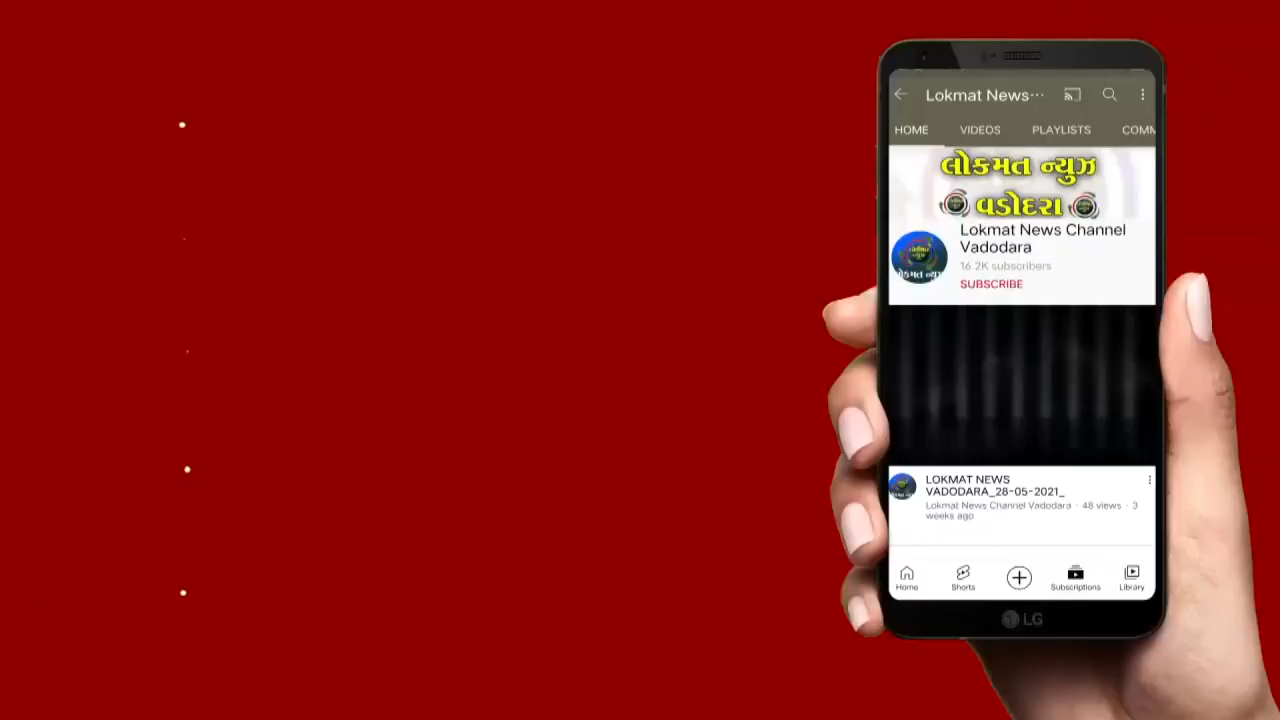 Lokmat News···
HOME VIDEOS PLAYLISTS COMM
લોકમત ન્યુઝ
વડોદરા
Lokmat News Channel
Vadodara
16.2K subscribers
SUBSCRIBE
LOKMAT NEWS
VADODARA_28-05-2021_
Lokmat News Channel Vadodara · 48 views · 3
weeks ago
Home Shorts Subscriptions Library
LG